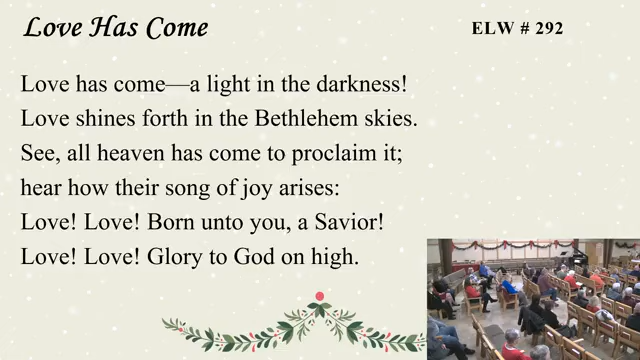 Love Has Come
ELW # 292
Love has come—a light in the darkness!
Love shines forth in the Bethlehem skies.
See, all heaven has come to proclaim it;
hear how their song of joy arises:
Love! Love! Born unto you, a Savior!
Love! Love! Glory to God on high.